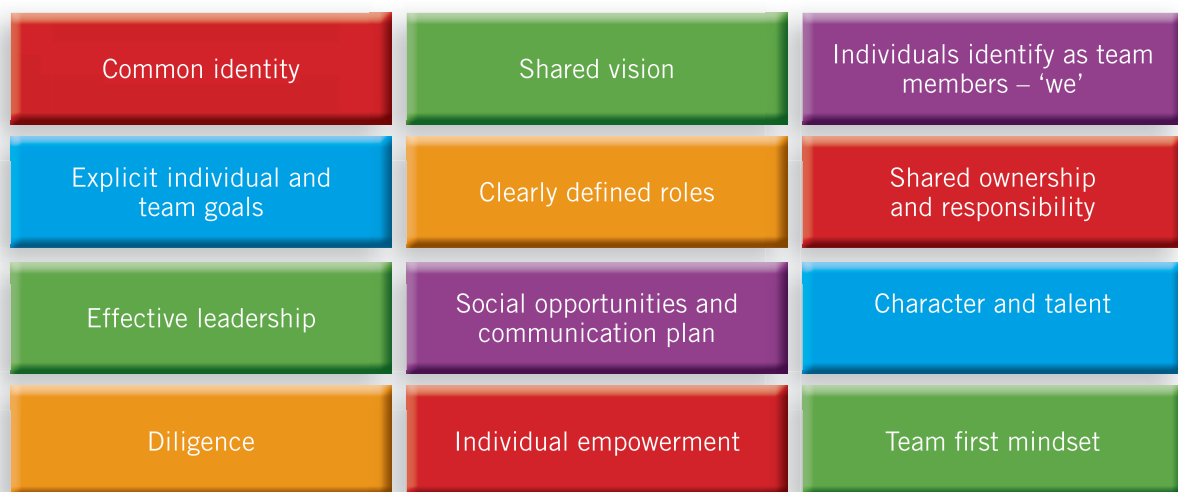 Common identity
Shared vision
Individuals identify as team
members – ‘we’
Explicit individual and
team goals
Clearly defined roles
Shared ownership
and responsibility
Effective leadership
Social opportunities and
communication plan
Character and talent
Diligence
Individual empowerment
Team first mindset